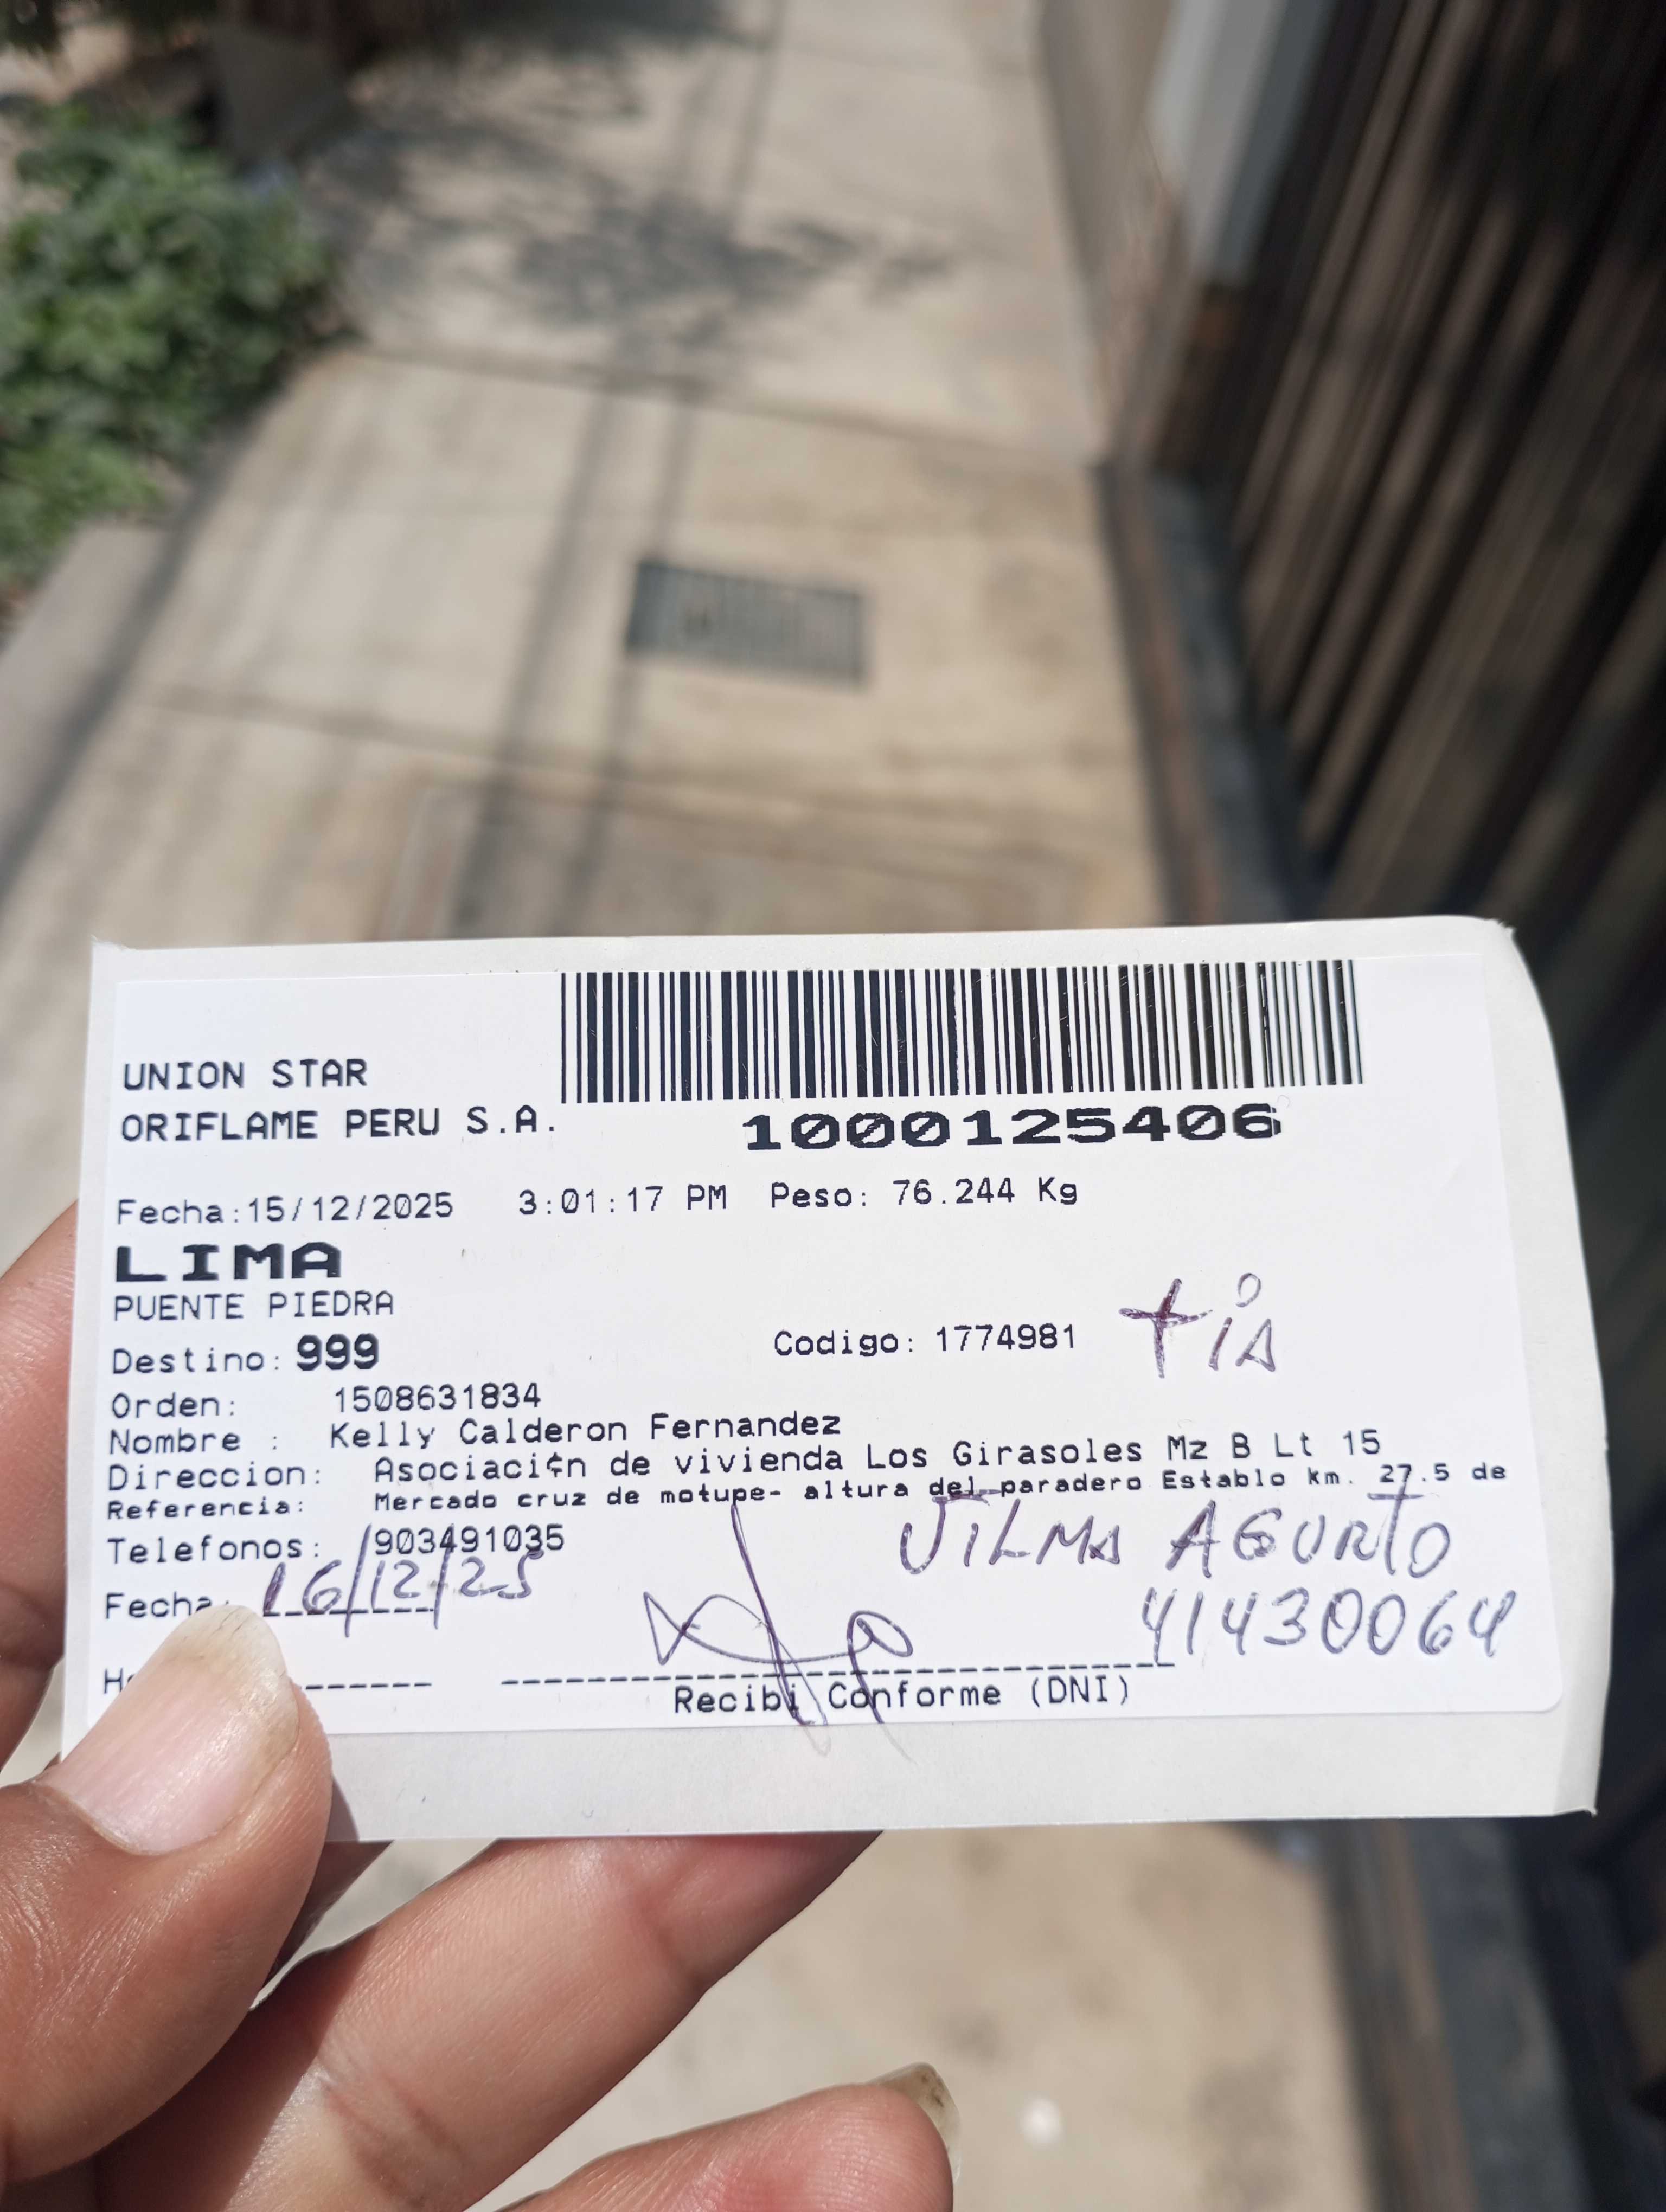 UNION STAR
ORIFLAME PERU S.A.
1000125406
Fecha:15/12/2025 3:01:17 PM Peso: 76.244 Kg
LIMA
PUENTE PIEDRA
Destino: 999 Codigo: 1774981 tiA
Orden: 1508631834
Nombre : Kelly Calderon Fernandez
Direccion: Asociaci¢n de vivienda Los Girasoles Mz B Lt 15
Referencia: Mercado cruz de motupe- altura del paradero Establo km. 27.5 de
Telefonos: 903491035 ViLMA AGURTO
Fecha: 16/12/25 41430064
Recibi Conforme (DNI)